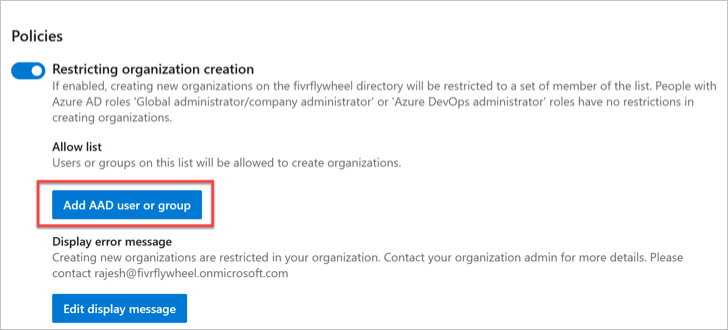 Policies
Restricting organization creation
If enabled, creating new organizations on the fivrflywheel directory will be restricted to a set of member of the list. People with
Azure AD roles 'Global administrator/company administrator' or 'Azure DevOps administrator' roles have no restrictions in
creating organizations.
Allow list
Users or groups on this list will be allowed to create organizations.
Add AAD user or group
Display error message
Creating new organizations are restricted in your organization. Contact your organization admin for more details. Please
contact rajesh@fivrflywheel.onmicrosoft.com
Edit display message